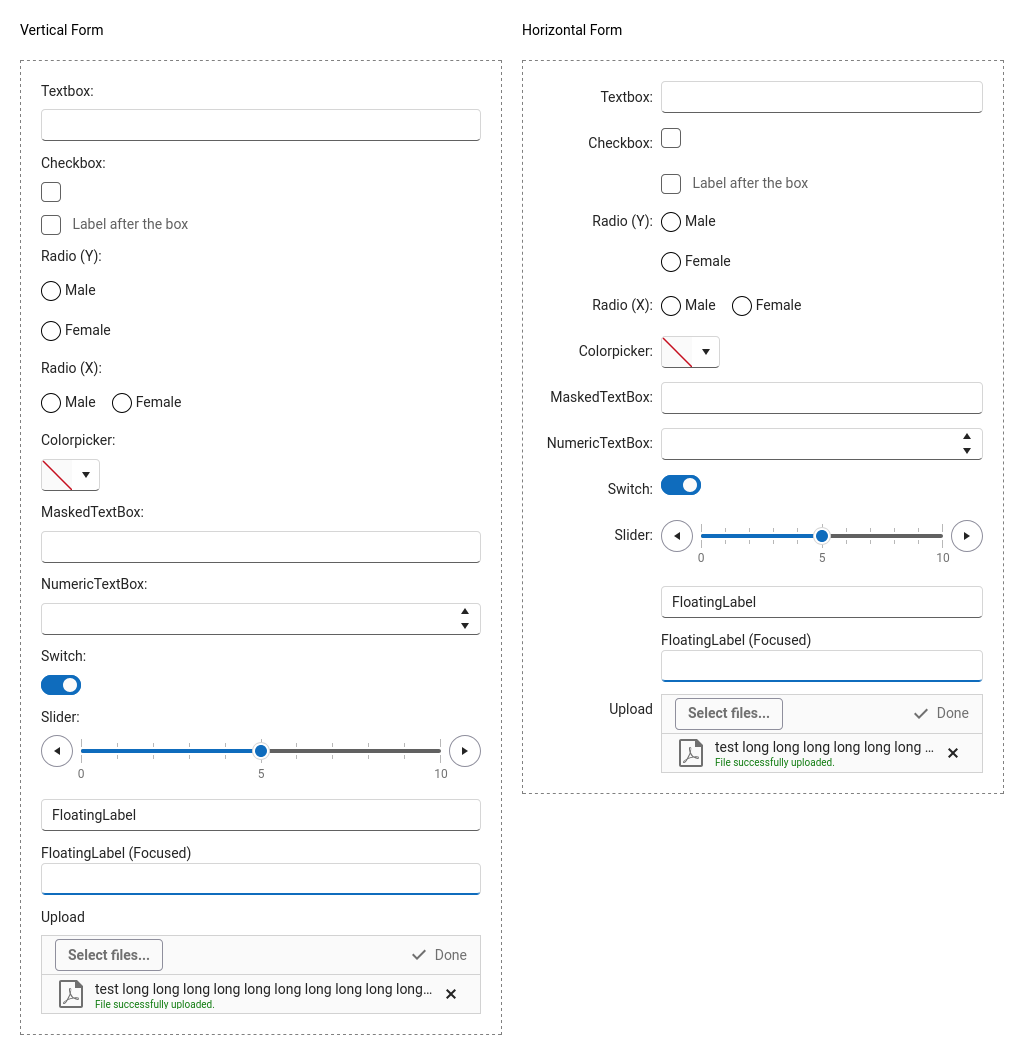 Vertical Form
Textbox:
Checkbox:
Label after the box
Radio (Y):
Male
Female
Radio (X):
Male Female
Colorpicker:
MaskedTextBox:
NumericTextBox:
Switch:
Slider:
0 5 10
FloatingLabel
FloatingLabel (Focused)
Upload
Select files... Done
test long long long long long long long long long long...
File successfully uploaded.
Horizontal Form
Textbox:
Checkbox:
Label after the box
Radio (Y): Male
Female
Radio (X): Male Female
Colorpicker:
MaskedTextBox:
NumericTextBox:
Switch:
Slider:
0 5 10
FloatingLabel
FloatingLabel (Focused)
Upload Select files... Done
test long long long long long long ...
File successfully uploaded.